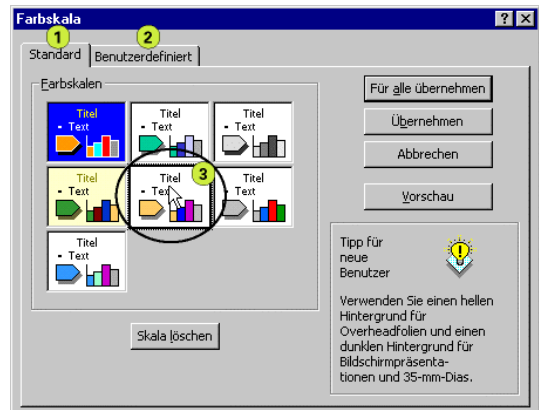 Farbskala
1 2
Standard Benutzerdefiniert
Farbskalen
Titel
- Text
Titel
- Text
Titel
- Text
Titel
- Text
3
Titel
- Text
Titel
- Text
Titel
- Text
Skala löschen
Für alle übernehmen
Übernehmen
Abbrechen
Vorschau
Tipp für
neue
Benutzer
Verwenden Sie einen hellen
Hintergrund für
Overheadfolien und einen
dunklen Hintergrund für
Bildschirmpräsenta-
tionen und 35-mm-Dias.